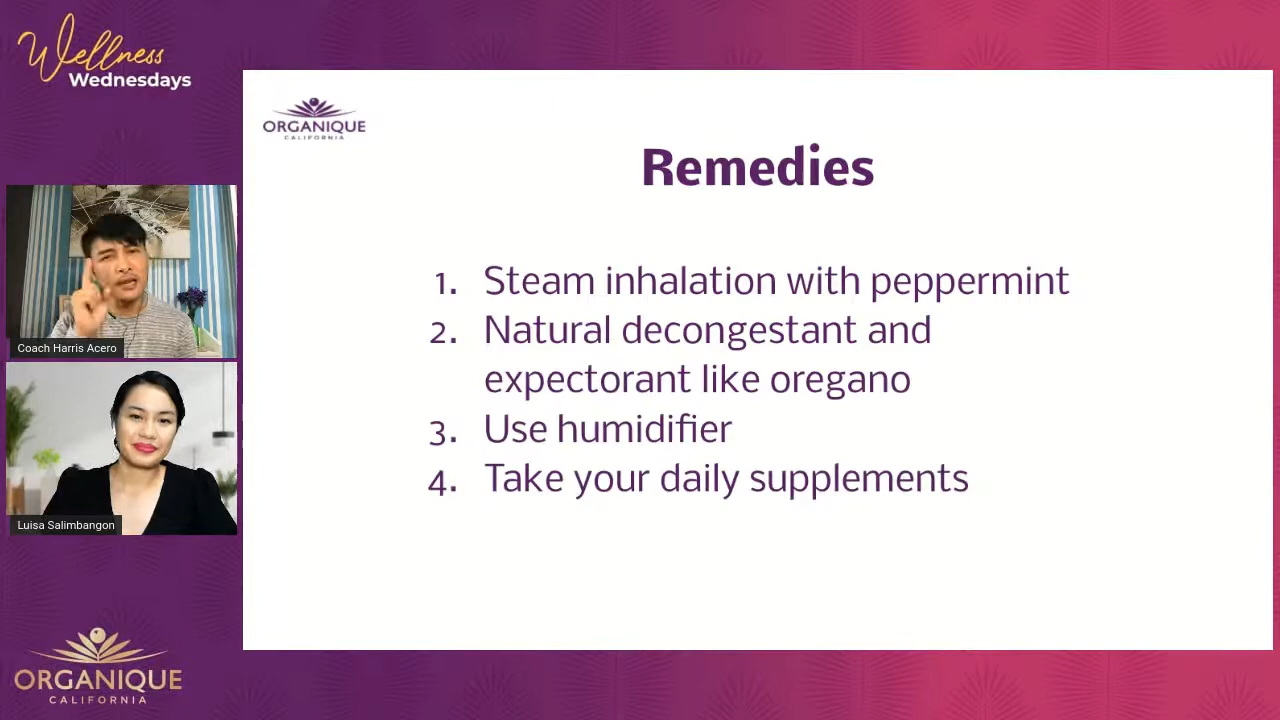 Wellness
Wednesdays
ORGANIQUE
CALIFORNIA
Remedies
1. Steam inhalation with peppermint
2. Natural decongestant and
expectorant like oregano
3. Use humidifier
4. Take your daily supplements
Coach Harris Acero
Luisa Salimbangon
ORGANIQUE
CALIFORNIA